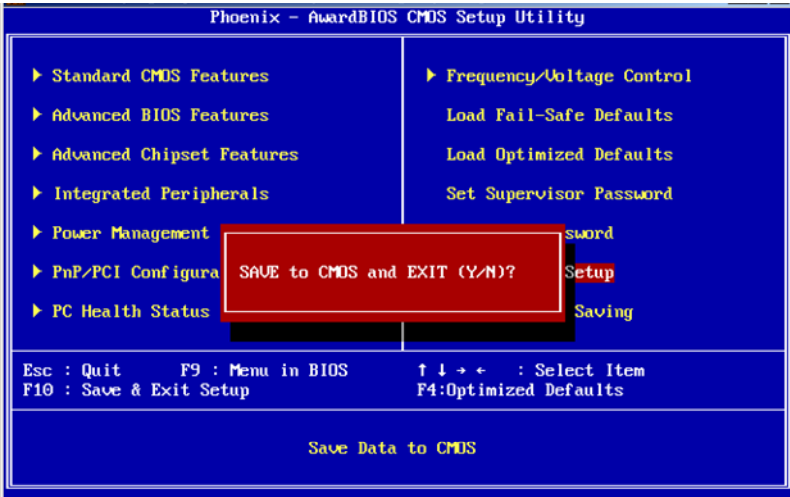 Phoenix - AwardBIOS CMOS Setup Utility
Standard CMOS Features
Advanced BIOS Features
Advanced Chipset Features
Integrated Peripherals
Power Management
PnP/PCI Configura
PC Health Status
Frequency/Voltage Control
Load Fail-Safe Defaults
Load Optimized Defaults
Set Supervisor Password
sword
Setup
Saving
SAVE to CMOS and EXIT (Y/N)?
Esc : Quit F9 : Menu in BIOS ↑ ↓ → ← : Select Item
F10 : Save & Exit Setup F4:Optimized Defaults
Save Data to CMOS